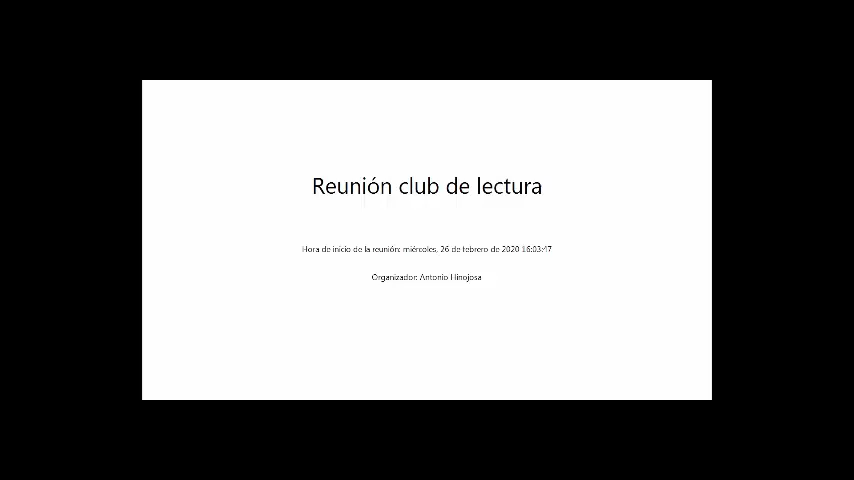 Reunión club de lectura
Hora de inicio de la reunión: miércoles, 26 de febrero de 2020 16:03:47
Organizador: Antonio Hinojosa